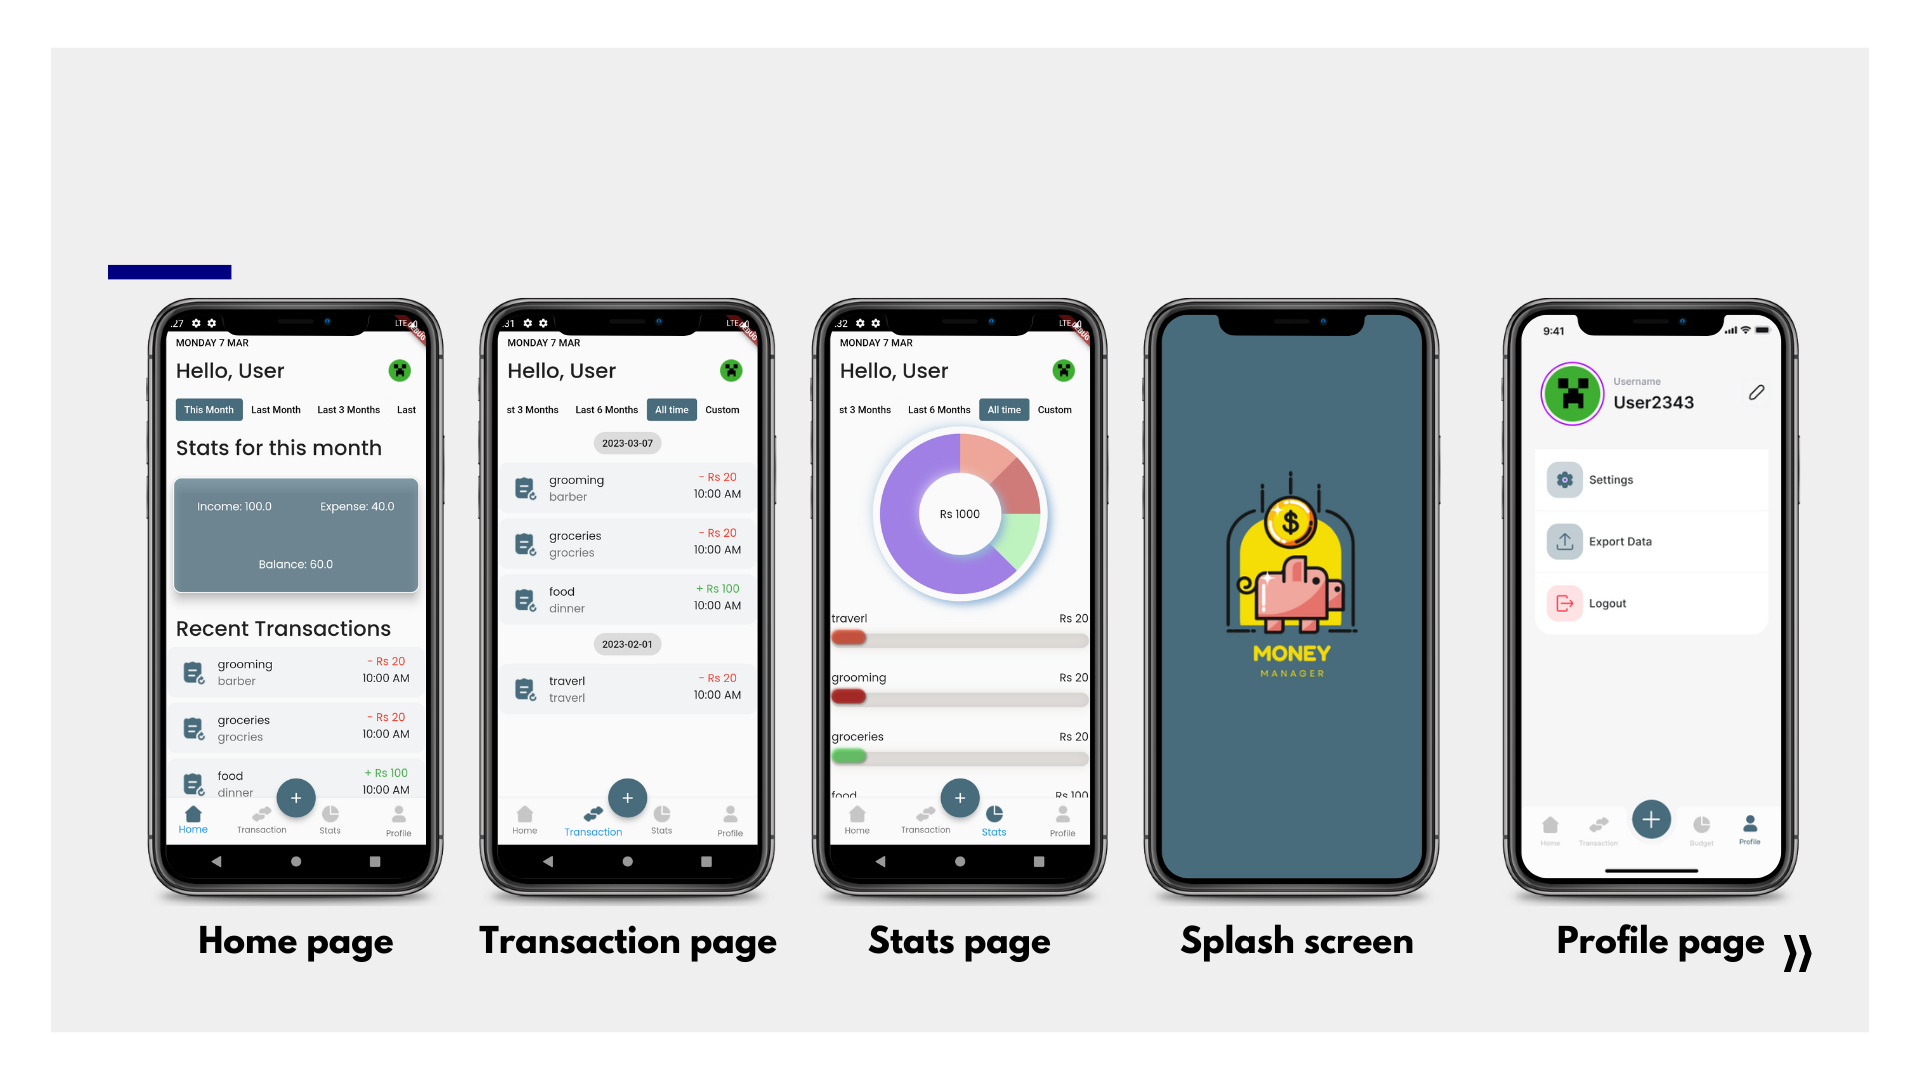 :27
LTE
MONDAY 7 MAR
Hello, User
This Month Last Month Last 3 Months Last
Stats for this month
Income: 100.0 Expense: 40.0
Balance: 60.0
Recent Transactions
grooming - Rs 20
barber 10:00 AM
groceries - Rs 20
grocries 10:00 AM
food + Rs 100
dinner 10:00 AM
+
Home Transaction Stats Profile
Home page
:31
LTE
MONDAY 7 MAR
Hello, User
st 3 Months Last 6 Months All time Custom
2023-03-07
grooming - Rs 20
barber 10:00 AM
groceries - Rs 20
grocries 10:00 AM
food + Rs 100
dinner 10:00 AM
2023-02-01
traverl - Rs 20
traverl 10:00 AM
+
Home Transaction Stats Profile
Transaction page
:32
LTE
MONDAY 7 MAR
Hello, User
st 3 Months Last 6 Months All time Custom
Rs 1000
traverl Rs 20
grooming Rs 20
groceries Rs 20
food Rs 100
+
Home Transaction Stats Profile
Stats page
$
MONEY
MANAGER
Splash screen
9:41
Username
User2343
Settings
Export Data
Logout
+
Home Transaction Budget Profile
Profile page